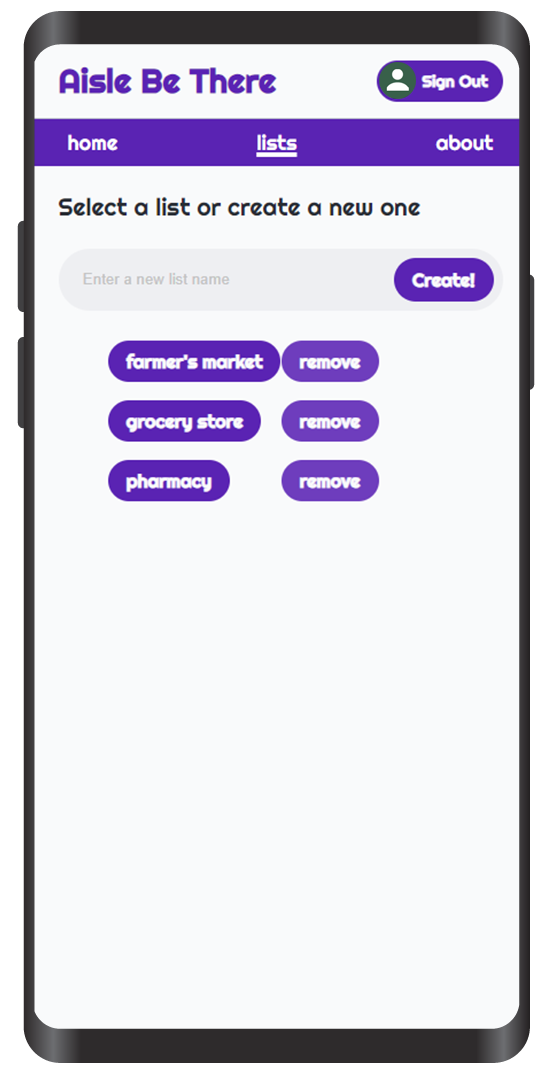 Aisle Be There
Sign Out
home lists about
Select a list or create a new one
Enter a new list name
Create!
farmer's market remove
grocery store remove
pharmacy remove